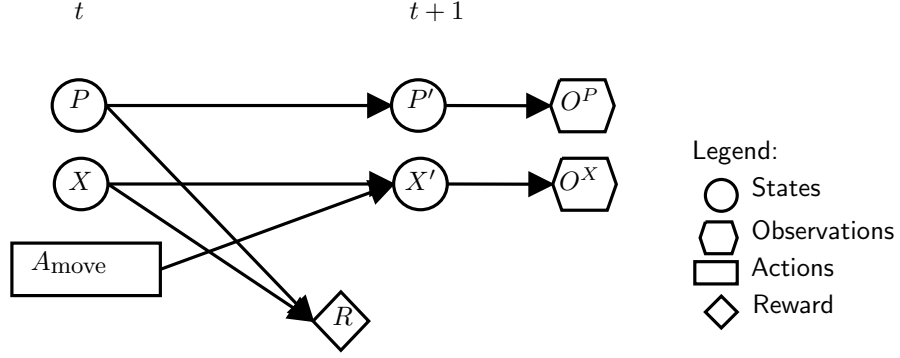 t t + 1
P P′ O^P
X X′ O^X
A_move
R
Legend:
States
Observations
Actions
Reward